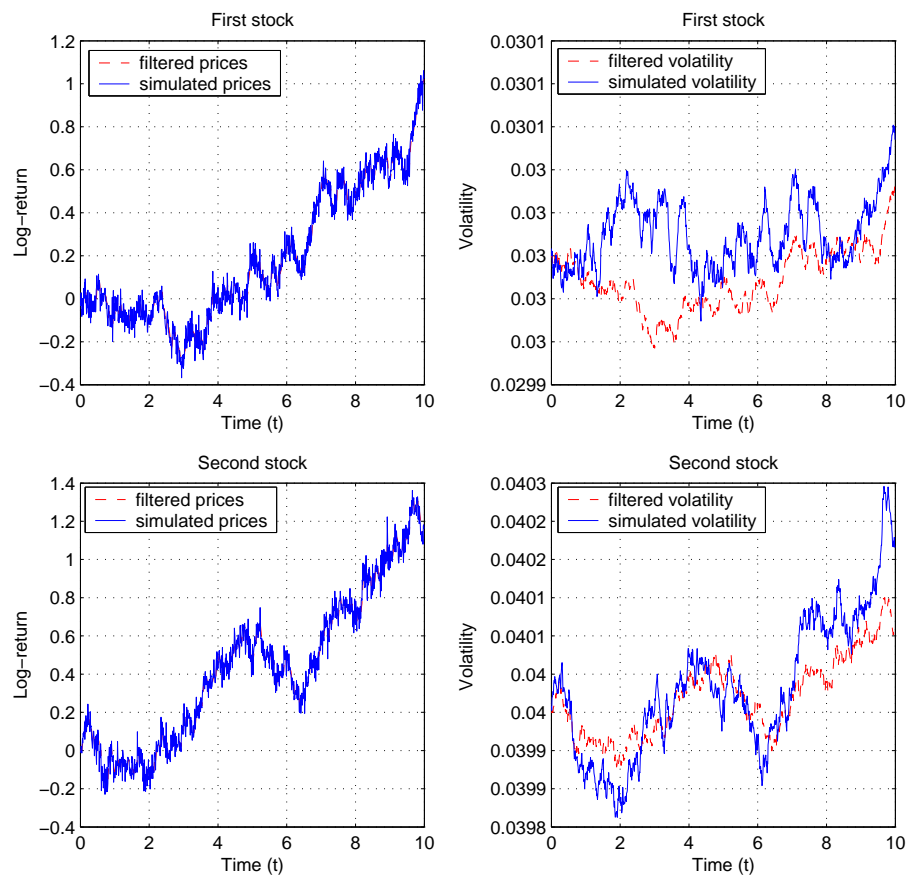 First stock
1.2
1
0.8
0.6
0.4
0.2
0
−0.2
−0.4
Log−return
filtered prices
simulated prices
0 2 4 6 8 10
Time (t)
First stock
0.0301
0.0301
0.0301
0.03
0.03
0.03
0.03
0.03
0.0299
Volatility
filtered volatility
simulated volatility
0 2 4 6 8 10
Time (t)
Second stock
1.4
1.2
1
0.8
0.6
0.4
0.2
0
−0.2
−0.4
Log−return
filtered prices
simulated prices
0 2 4 6 8 10
Time (t)
Second stock
0.0403
0.0402
0.0402
0.0401
0.0401
0.04
0.04
0.0399
0.0399
0.0398
Volatility
filtered volatility
simulated volatility
0 2 4 6 8 10
Time (t)